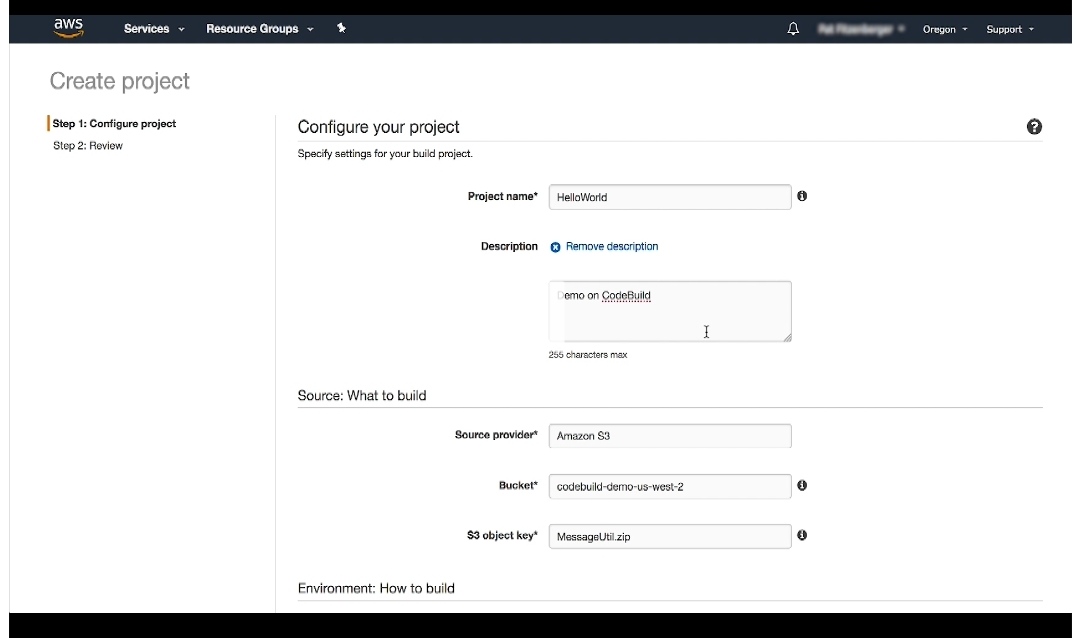 aws
Services
Resource Groups
Oregon
Support
Create project
Step 1: Configure project
Step 2: Review
Configure your project
Specify settings for your build project.
Project name* HelloWorld
Description Remove description
Demo on CodeBuild
255 characters max
Source: What to build
Source provider* Amazon S3
Bucket* codebuild-demo-us-west-2
S3 object key* MessageUtil.zip
Environment: How to build